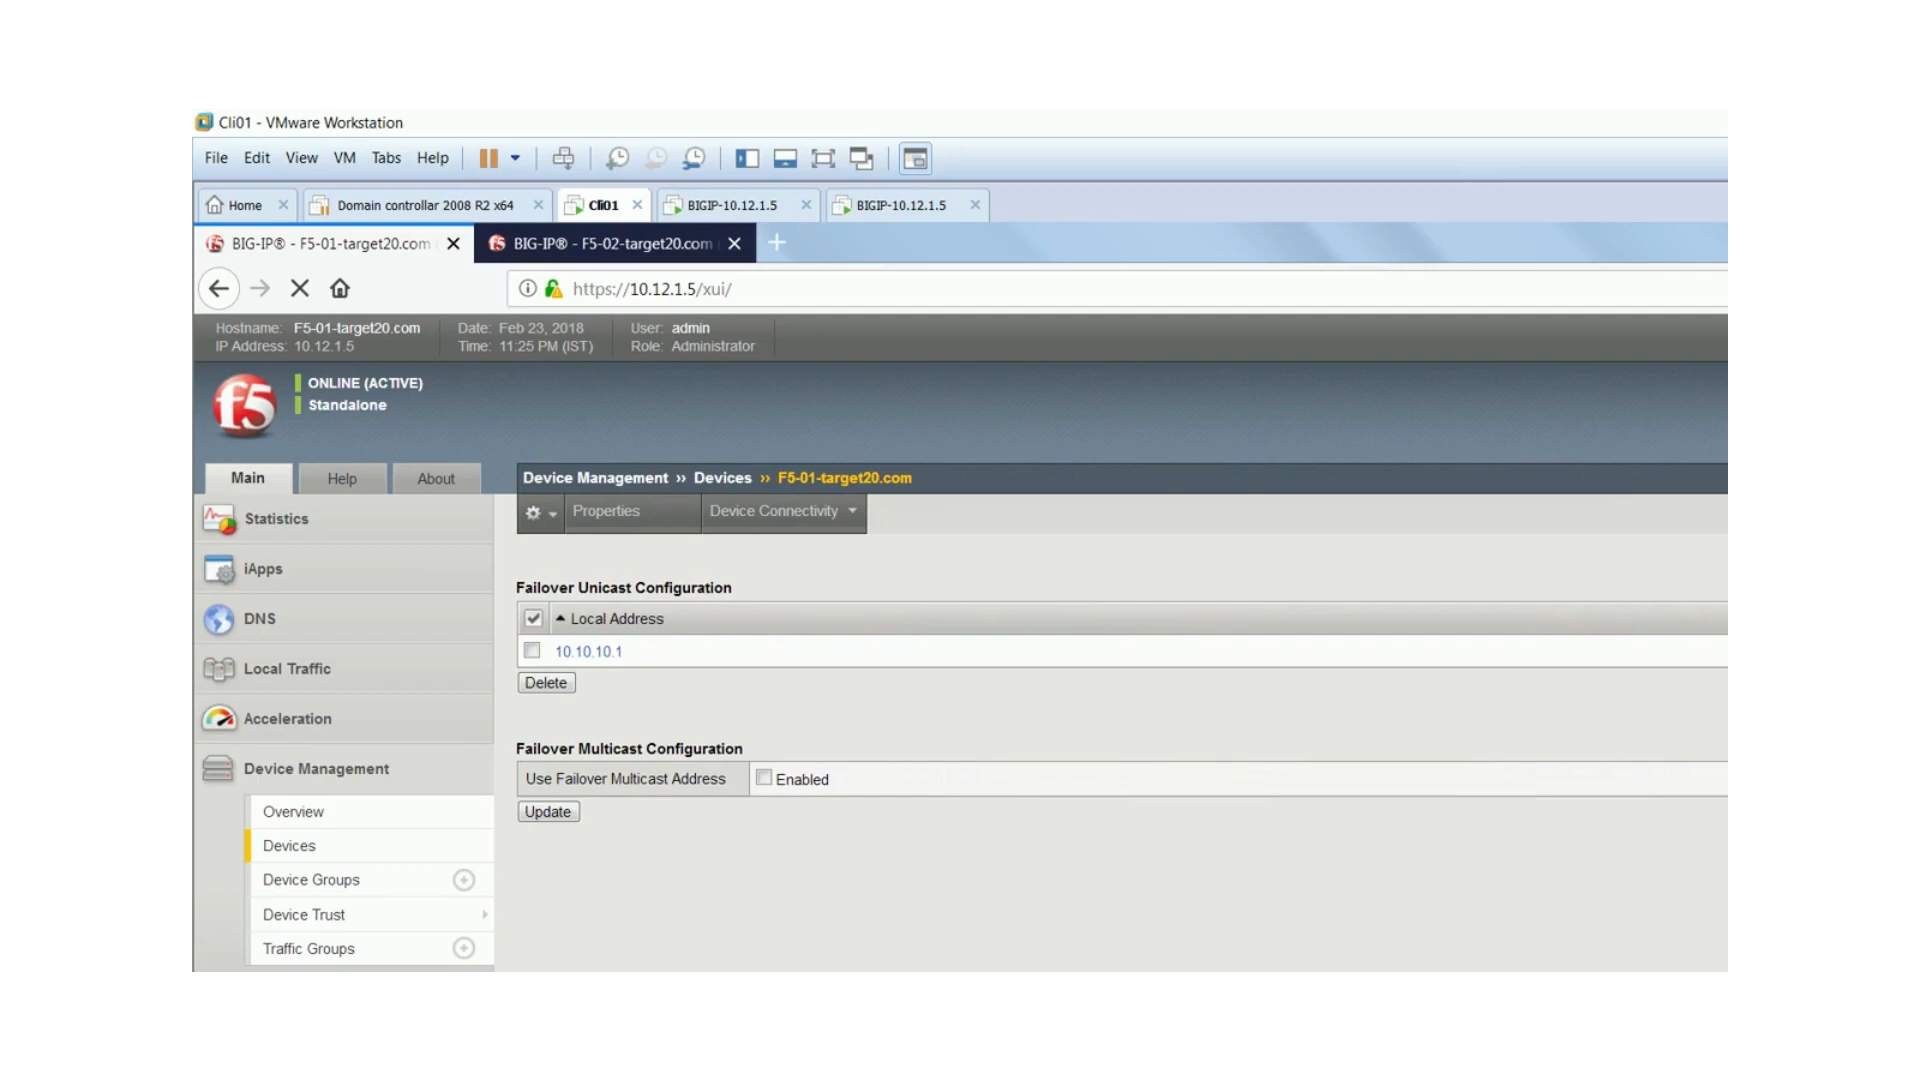 Cli01 - VMware Workstation
File Edit View VM Tabs Help
Home Domain controllar 2008 R2 x64 Cli01 BIGIP-10.12.1.5 BIGIP-10.12.1.5
BIG-IP® - F5-01-target20.com BIG-IP® - F5-02-target20.com
https://10.12.1.5/xui/
Hostname: F5-01-target20.com Date: Feb 23, 2018 User: admin
IP Address: 10.12.1.5 Time: 11:25 PM (IST) Role: Administrator
f5
ONLINE (ACTIVE)
Standalone
Main Help About
Device Management ›› Devices ›› F5-01-target20.com
Properties Device Connectivity
Statistics
iApps
DNS
Local Traffic
Acceleration
Device Management
Overview
Devices
Device Groups
Device Trust
Traffic Groups
Failover Unicast Configuration
Local Address
10.10.10.1
Delete
Failover Multicast Configuration
Use Failover Multicast Address Enabled
Update